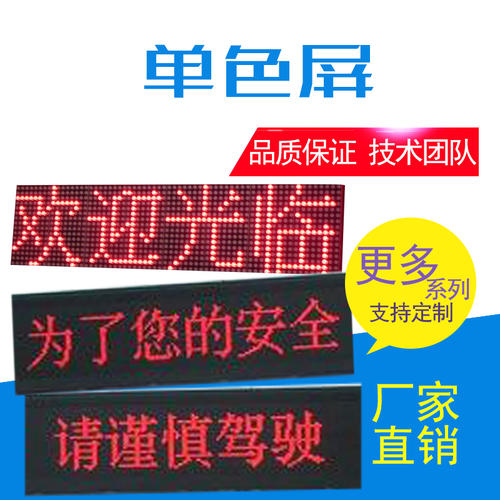 单色屏
品质保证 技术团队
欢迎光临
更多
系列
支持定制
为了您的安全
请谨慎驾驶
厂家
直销